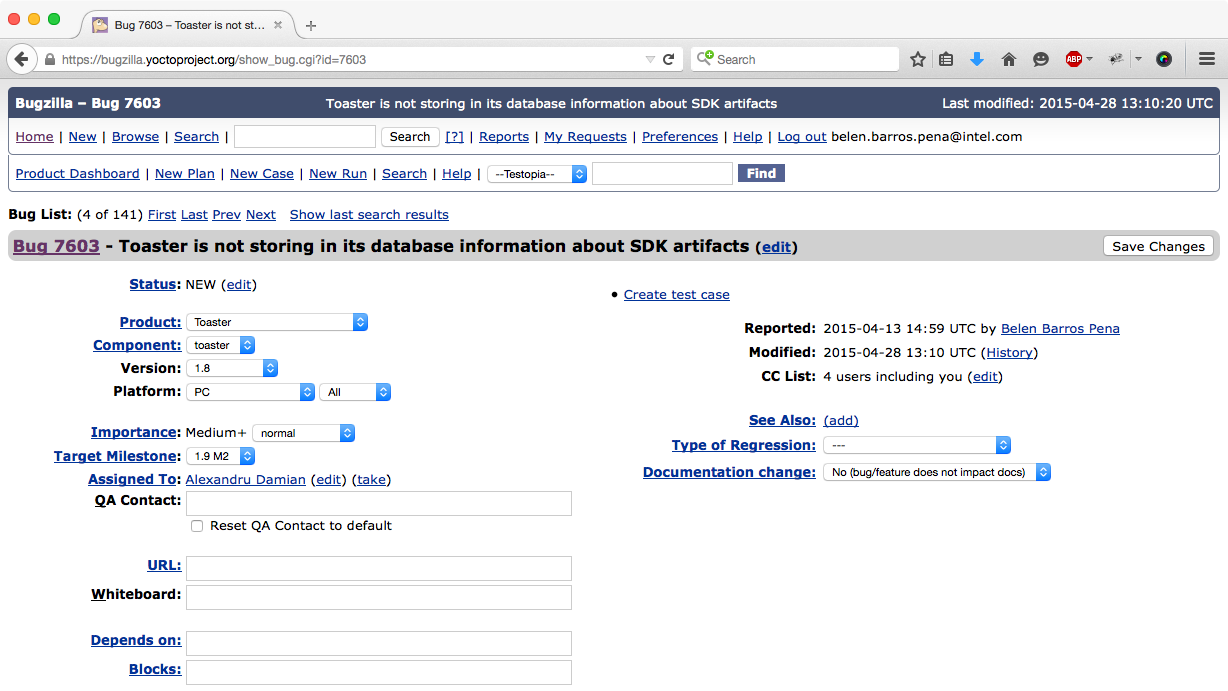 Bug 7603 – Toaster is not st...
https://bugzilla.yoctoproject.org/show_bug.cgi?id=7603
Search
ABP
Bugzilla – Bug 7603 Toaster is not storing in its database information about SDK artifacts Last modified: 2015-04-28 13:10:20 UTC
Home | New | Browse | Search | Search [?] | Reports | My Requests | Preferences | Help | Log out belen.barros.pena@intel.com
Product Dashboard | New Plan | New Case | New Run | Search | Help | --Testopia-- Find
Bug List: (4 of 141) First Last Prev Next Show last search results
Bug 7603 - Toaster is not storing in its database information about SDK artifacts (edit) Save Changes
Status: NEW (edit)
Product: Toaster
Component: toaster
Version: 1.8
Platform: PC All
Importance: Medium+ normal
Target Milestone: 1.9 M2
Assigned To: Alexandru Damian (edit) (take)
QA Contact:
Reset QA Contact to default
URL:
Whiteboard:
Depends on:
Blocks:
• Create test case
Reported: 2015-04-13 14:59 UTC by Belen Barros Pena
Modified: 2015-04-28 13:10 UTC (History)
CC List: 4 users including you (edit)
See Also: (add)
Type of Regression: ---
Documentation change: No (bug/feature does not impact docs)